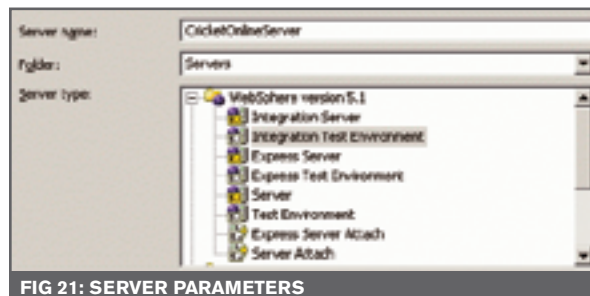 Server name: CricketOnlineServer
Folder: Servers
Server type: WebSphere version 5.1
Integration Server
Integration Test Environment
Express Server
Express Test Environment
Server
Test Environment
Express Server Attach
Server Attach
FIG 21: SERVER PARAMETERS